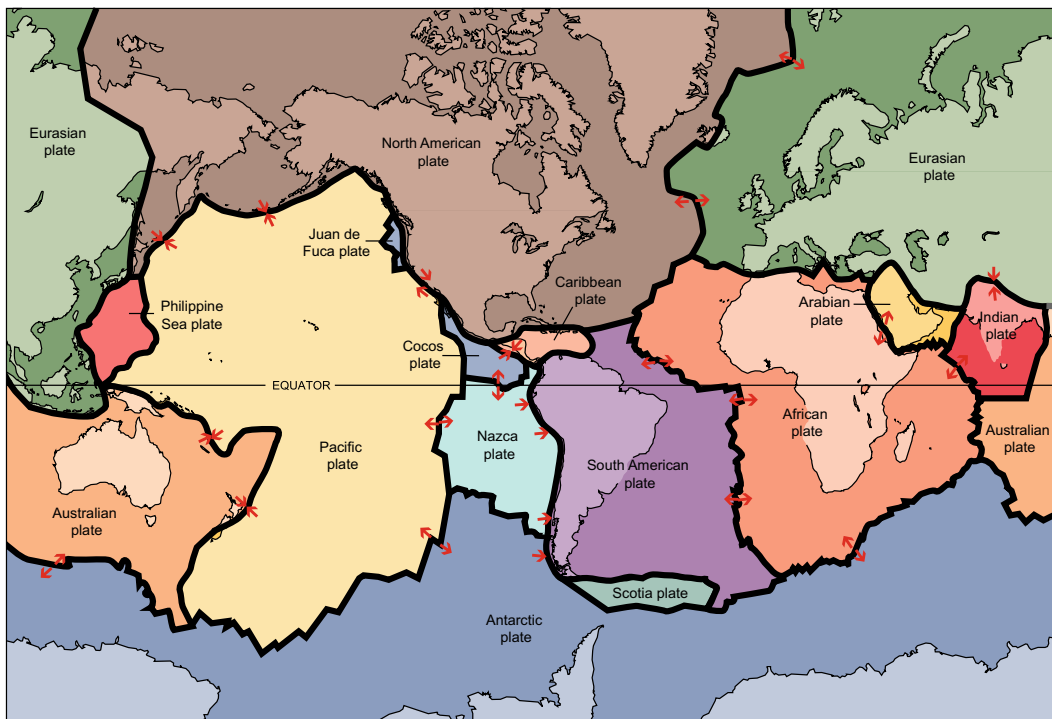 Eurasian
plate
North American
plate
Eurasian
plate
Juan de
Fuca plate
Philippine
Sea plate
Caribbean
plate
Arabian
plate
Indian
plate
Cocos
plate
EQUATOR
Pacific
plate
Nazca
plate
South American
plate
African
plate
Australian
plate
Australian
plate
Scotia plate
Antarctic
plate